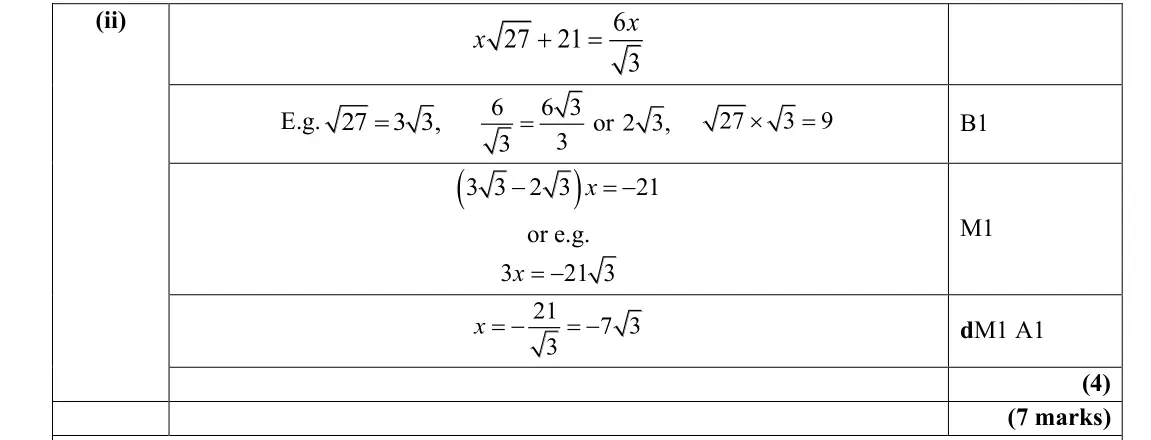 (ii)
x√27 + 21 = 6x/√3
E.g. √27 = 3√3, 6/√3 = 6√3/3 or 2√3, √27 × √3 = 9
B1
(3√3 − 2√3)x = −21
or e.g.
3x = −21√3
M1
x = −21/√3 = −7√3
dM1 A1
(4)
(7 marks)